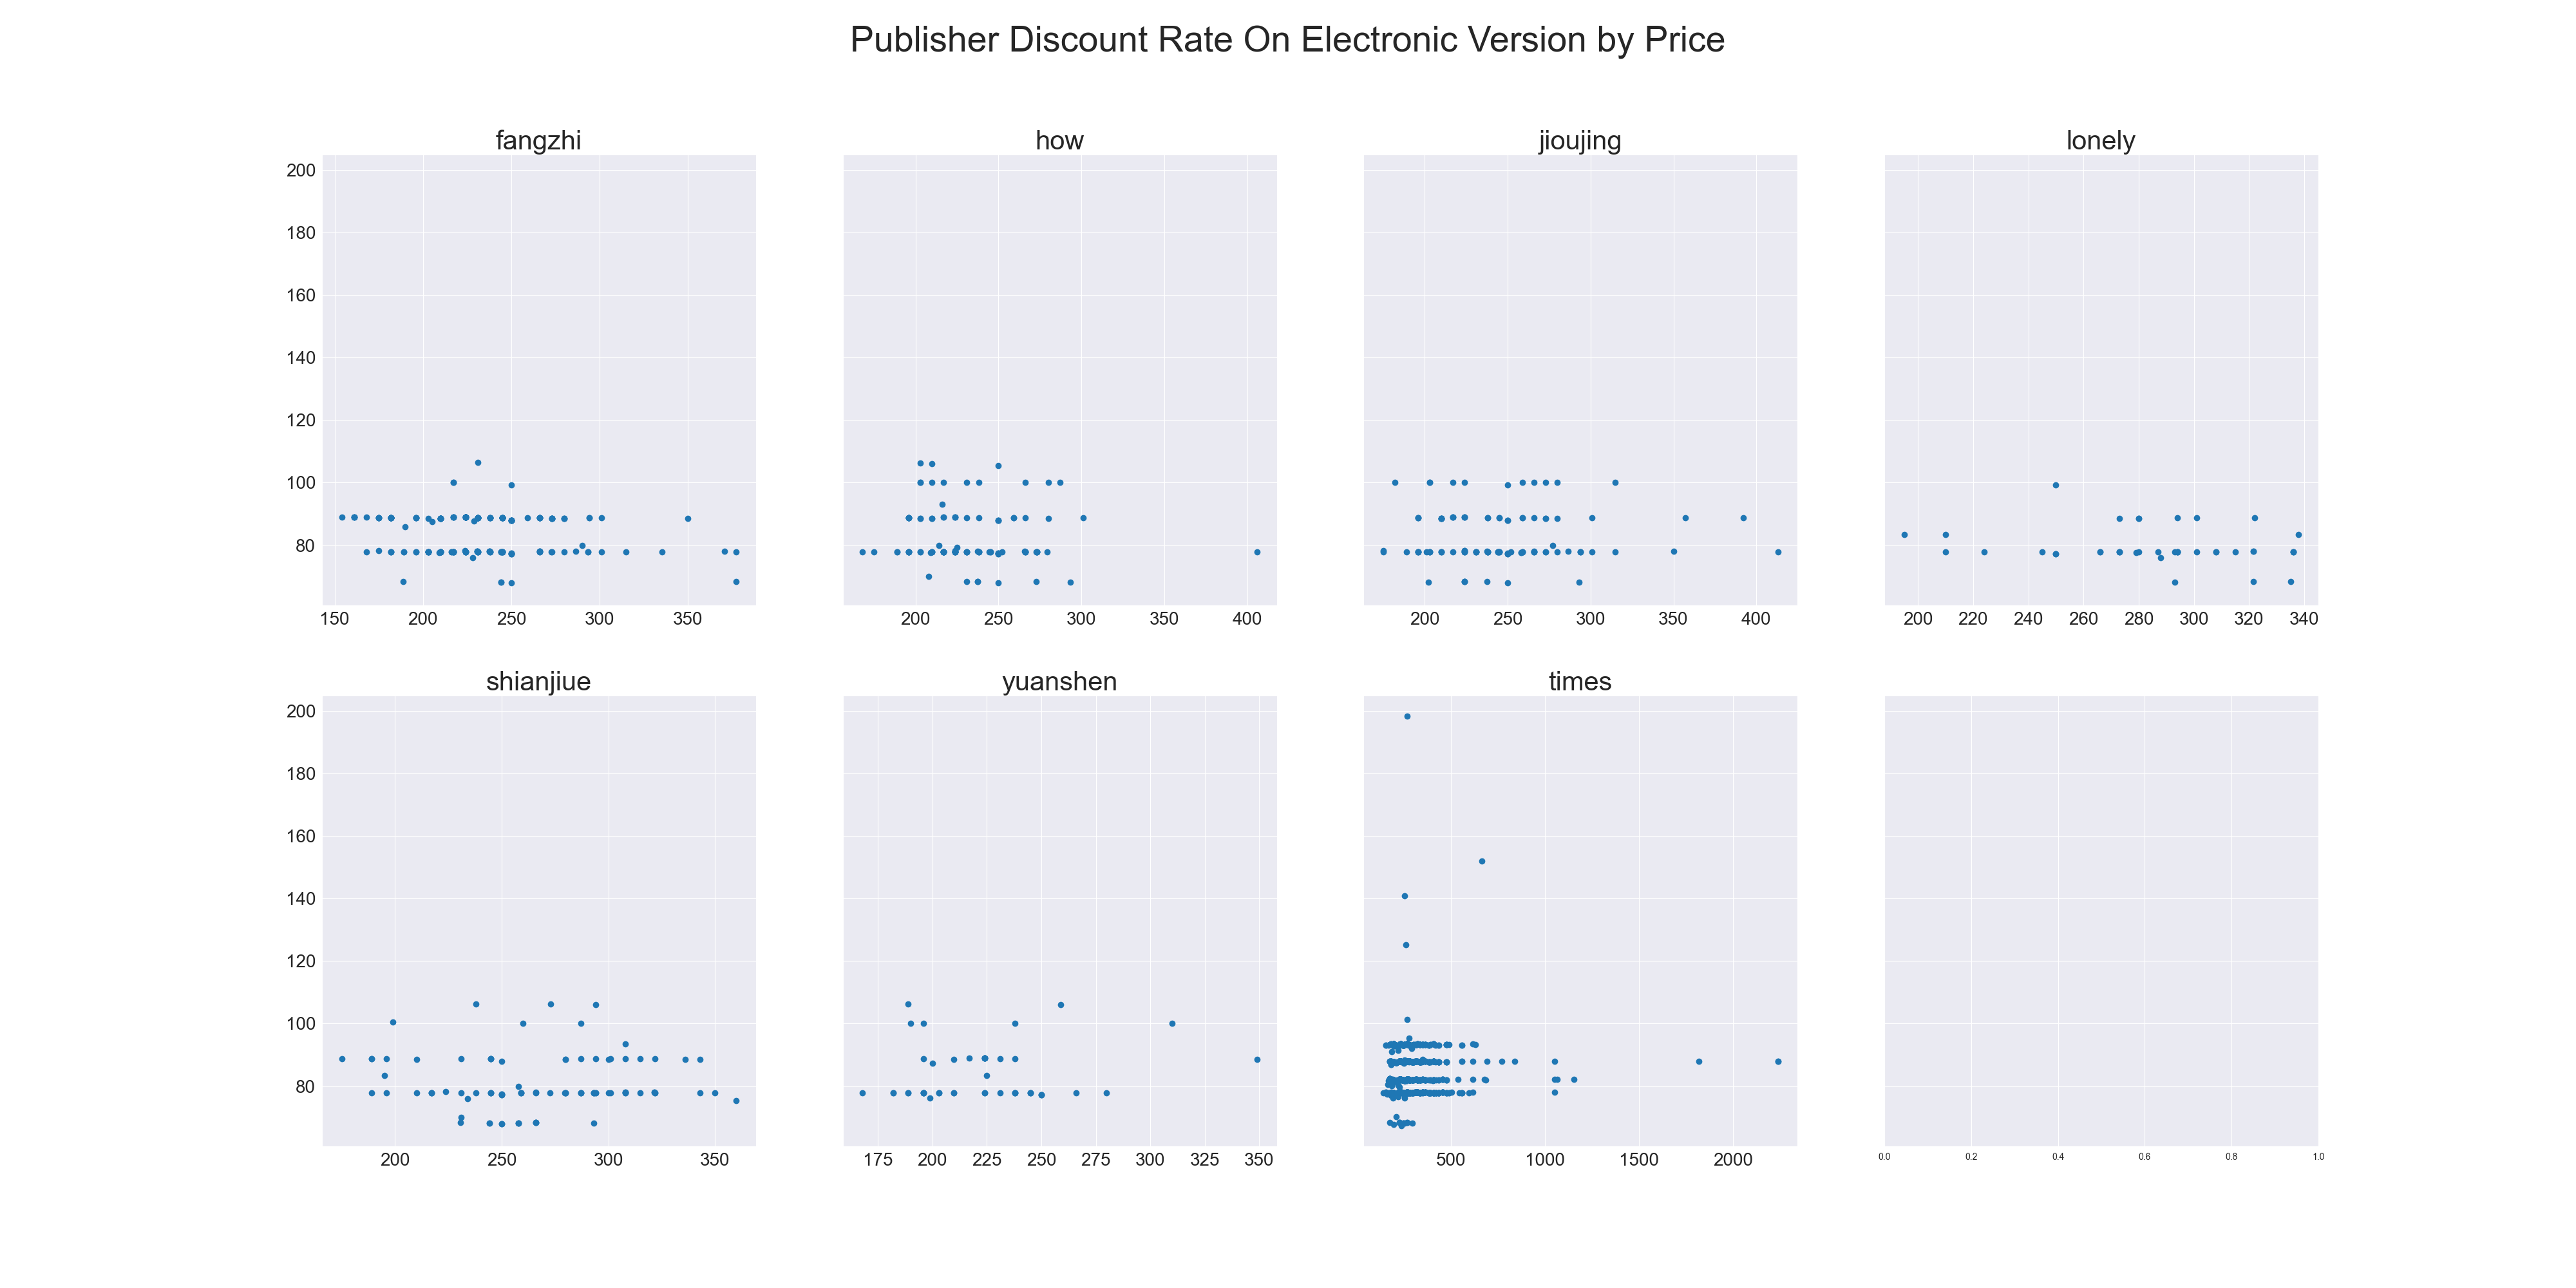 Publisher Discount Rate On Electronic Version by Price
fangzhi how jioujing lonely
200
180
160
140
120
100
80
150 200 250 300 350
200 250 300 350 400
200 250 300 350 400
200 220 240 260 280 300 320 340
shianjiue yuanshen times
200
180
160
140
120
100
80
200 250 300 350
175 200 225 250 275 300 325 350
500 1000 1500 2000
0.0 0.2 0.4 0.6 0.8 1.0